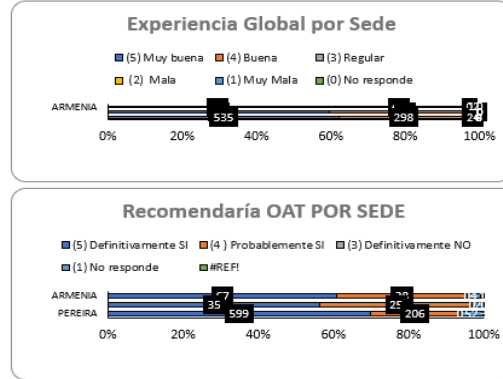 Experiencia Global por Sede
(5) Muy buena (4) Buena (3) Regular
(2) Mala (1) Muy Mala (0) No responde
ARMENIA
535 298
0% 20% 40% 60% 80% 100%
Recomendaría OAT POR SEDE
(5) Definitivamente SI (4 ) Probablemente SI (3) Definitivamente NO
(1) No responde #REF!
ARMENIA 67
35 25
PEREIRA 599 206
0% 20% 40% 60% 80% 100%